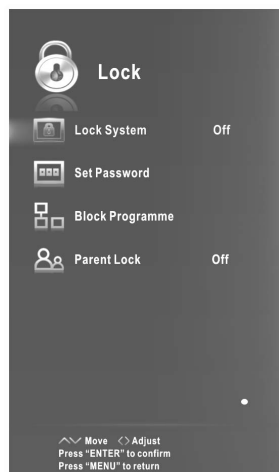 Lock
Lock System Off
Set Password
Block Programme
Parent Lock Off
Move Adjust
Press “ENTER” to confirm
Press “MENU” to return